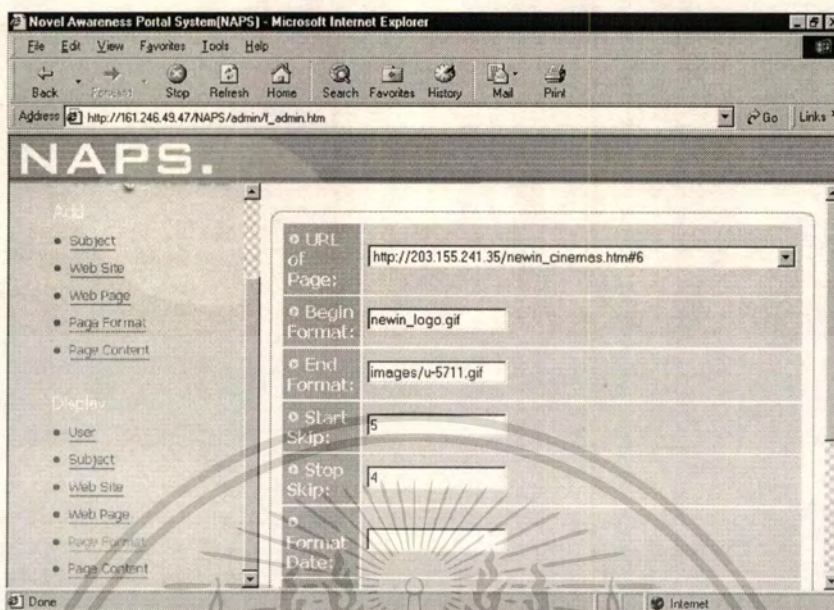 Novel Awareness Portal System[NAPS] - Microsoft Internet Explorer
File Edit View Favorites Tools Help
Back Forward Stop Refresh Home Search Favorites History Mail Print
Address http://161.246.49.47/NAPS/admin/f_admin.htm Go Links
NAPS.
Add
Subject
Web Site
Web Page
Page Format
Page Content
Display
User
Subject
Web Site
Web Page
Page Format
Page Content
URL of Page: http://203.155.241.35/newin_cinemas.htm#6
Begin Format: newin_logo.gif
End Format: images/u-5711.gif
Start Skip: 5
Stop Skip: 4
Format Date:
Done Internet